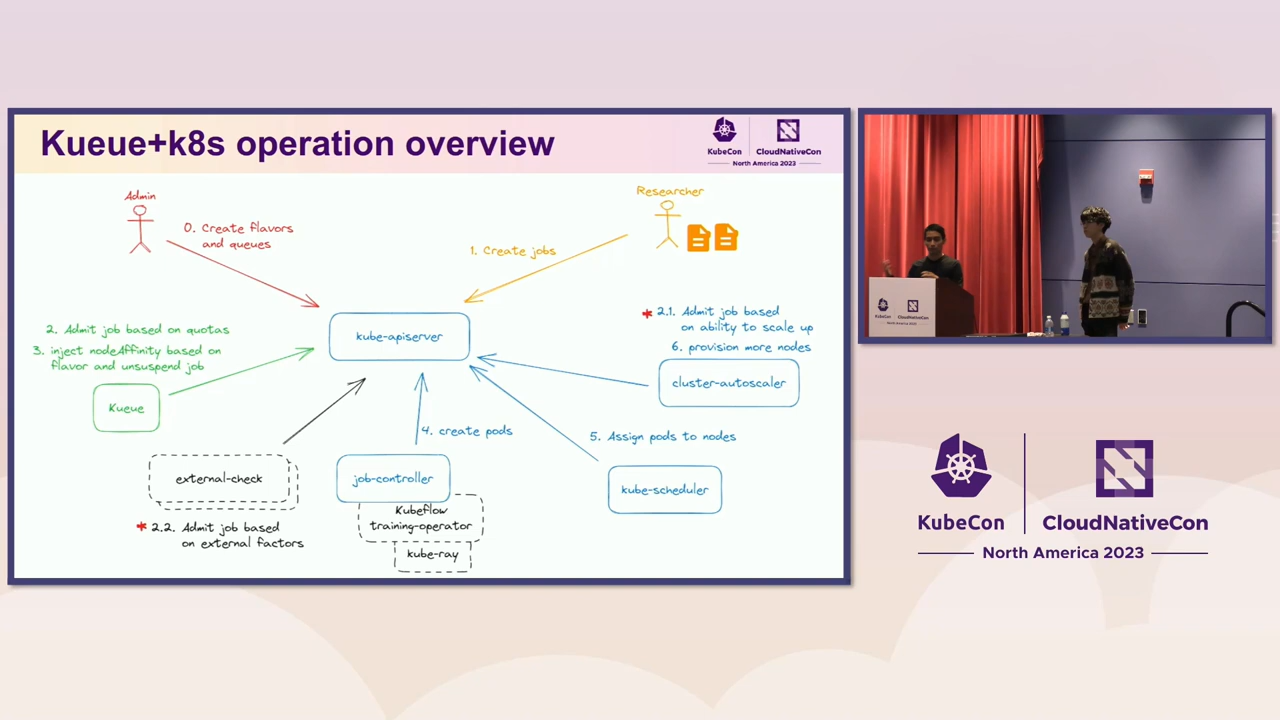 Kueue+k8s operation overview
KubeCon
CloudNativeCon
North America 2023
Admin
0. Create flavors
and queues
Researcher
1. Create jobs
kube-apiserver
2. Admit job based on quotas
3. inject nodeAffinity based on
flavor and unsuspend job
Kueue
* 2.1. Admit job based
on ability to scale up
6. provision more nodes
cluster-autoscaler
4. create pods
5. Assign pods to nodes
external-check
* 2.2. Admit job based
on external factors
job-controller
Kubeflow
training-operator
kube-ray
kube-scheduler
KubeCon
CloudNativeCon
KubeCon
CloudNativeCon
North America 2023